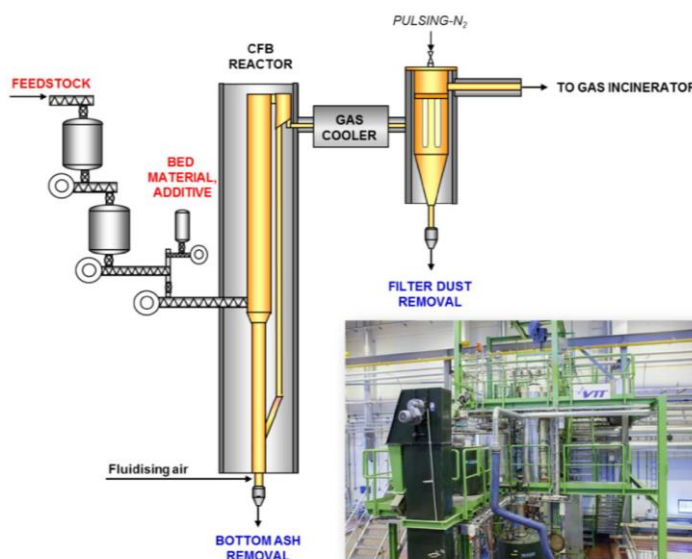 PULSING-N₂
CFB
REACTOR
FEEDSTOCK
TO GAS INCINERATOR
GAS
COOLER
BED
MATERIAL,
ADDITIVE
FILTER DUST
REMOVAL
VTT
Fluidising air
BOTTOM ASH
REMOVAL